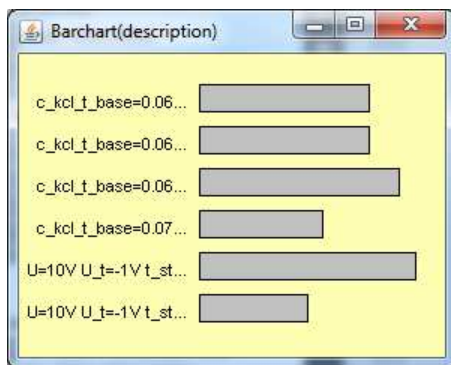 Barchart(description)
c_kcl_t_base=0.06...
c_kcl_t_base=0.06...
c_kcl_t_base=0.06...
c_kcl_t_base=0.07...
U=10V U_t=-1V t_st...
U=10V U_t=-1V t_st...